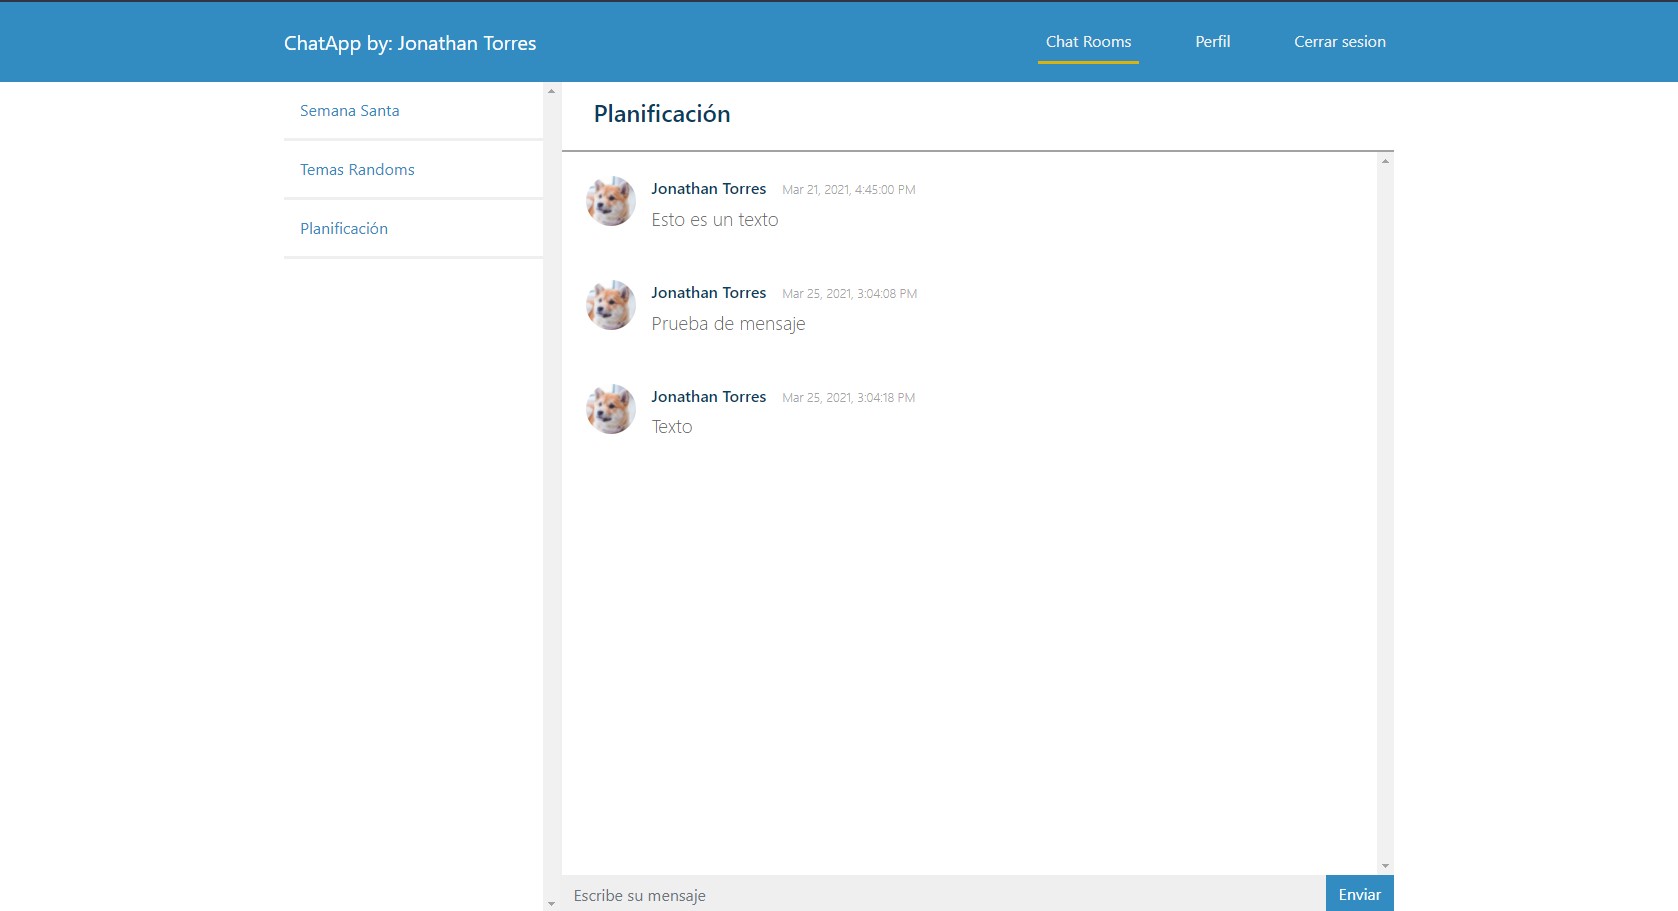 ChatApp by: Jonathan Torres
Chat Rooms
Perfil
Cerrar sesion
Semana Santa
Temas Randoms
Planificación
Planificación
Jonathan Torres Mar 21, 2021, 4:45:00 PM
Esto es un texto
Jonathan Torres Mar 25, 2021, 3:04:08 PM
Prueba de mensaje
Jonathan Torres Mar 25, 2021, 3:04:18 PM
Texto
Escribe su mensaje
Enviar